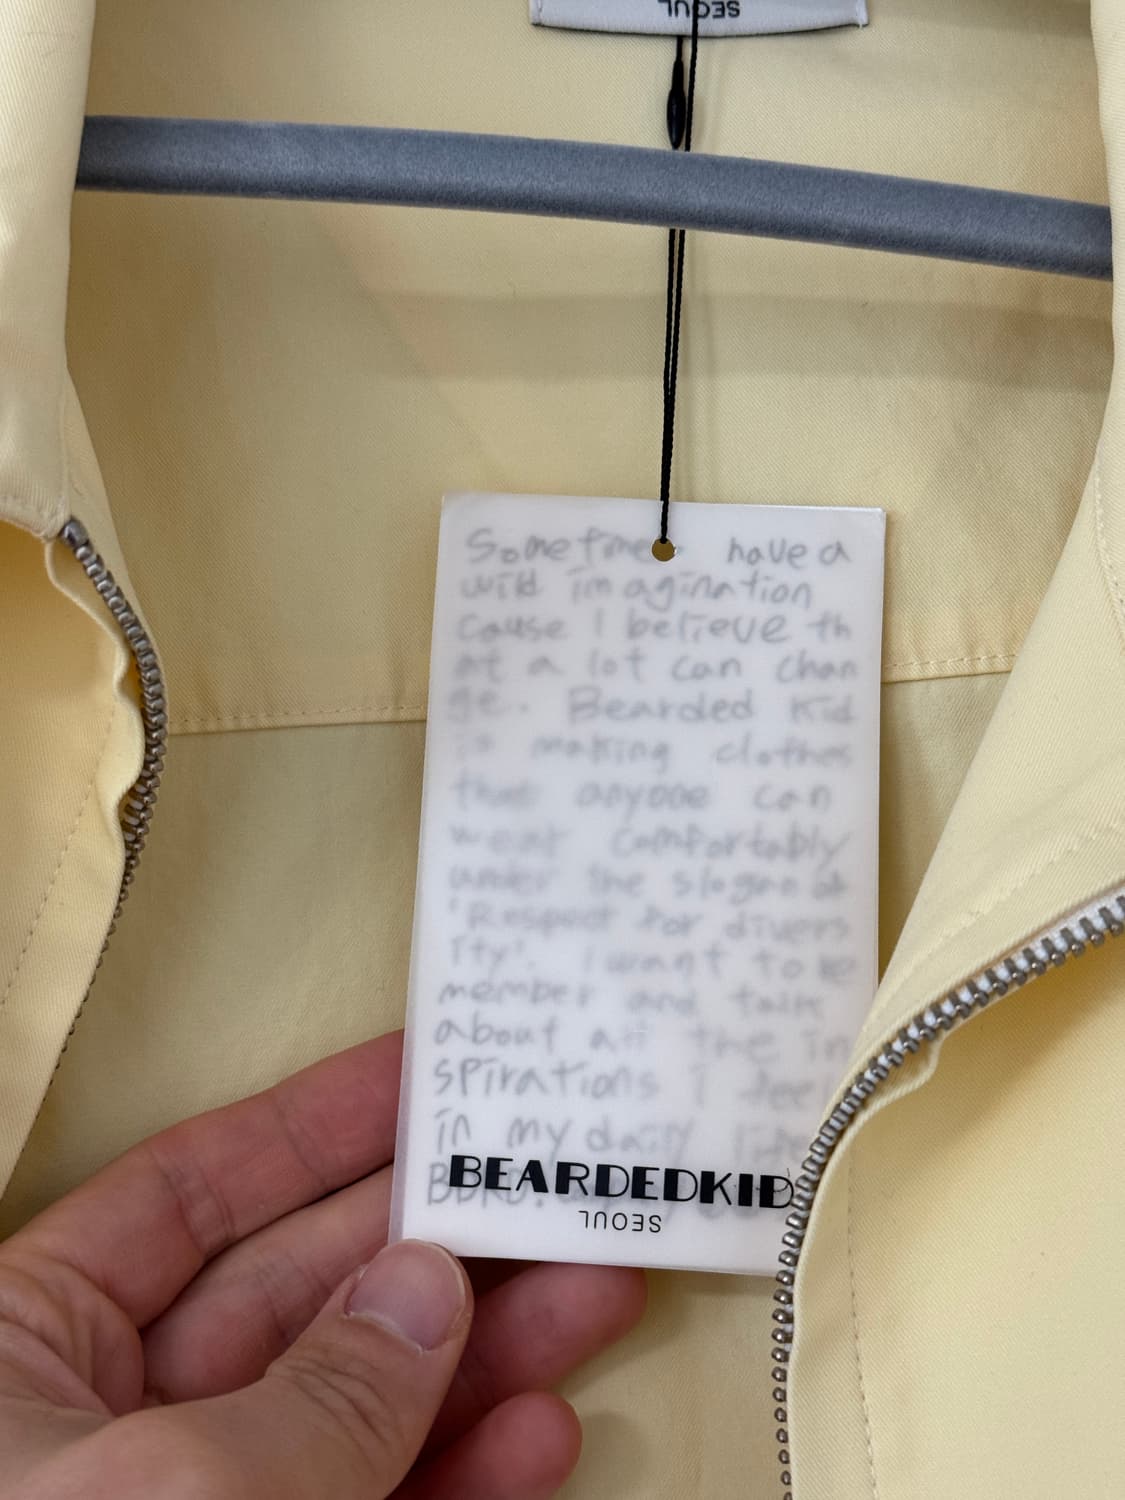 SEOUL
Sometime have a
wild imagination
cause I believe th
at a lot can chan
ge. Bearded Kid
is making clothes
that anyone can
wear comfortably
under the slogan of
'Respect for divers
ity'. I want to re
member and talk
about all the in
spirations I feel
in my daily life
BEARDEDKID
SEOUL